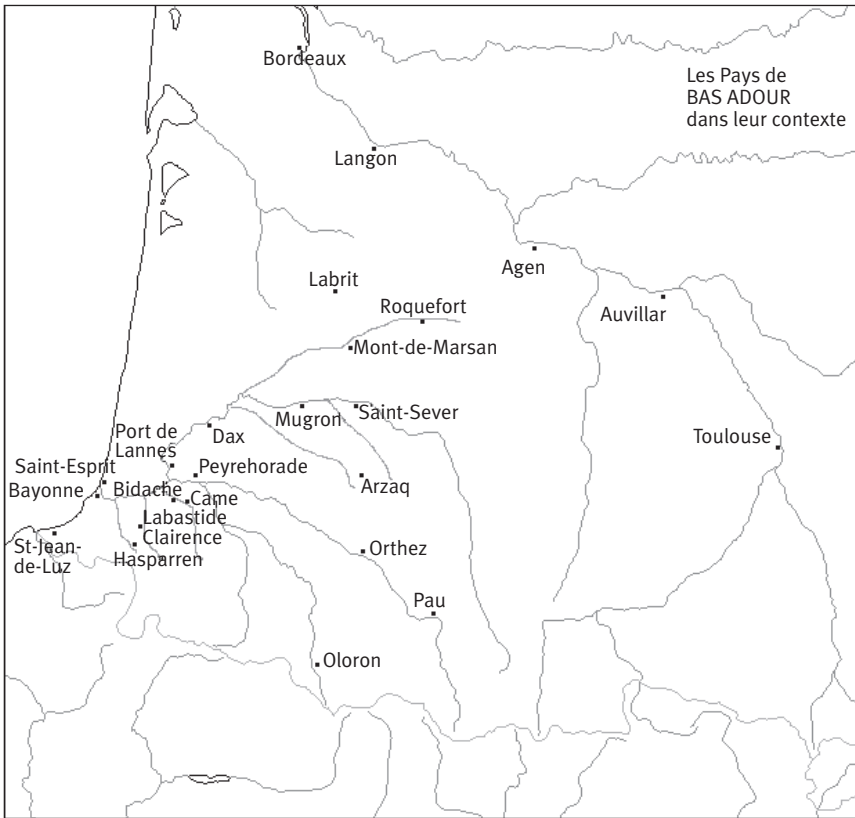 Bordeaux
Les Pays de
BAS ADOUR
dans leur contexte
Langon
Agen
Labrit
Auvillar
Roquefort
Mont-de-Marsan
Mugron
Saint-Sever
Port de
Lannes
Dax
Toulouse
Saint-Esprit
Peyrehorade
Bayonne
Bidache
Came
Arzaq
Labastide
Clairence
St-Jean-
de-Luz
Hasparren
Orthez
Pau
Oloron